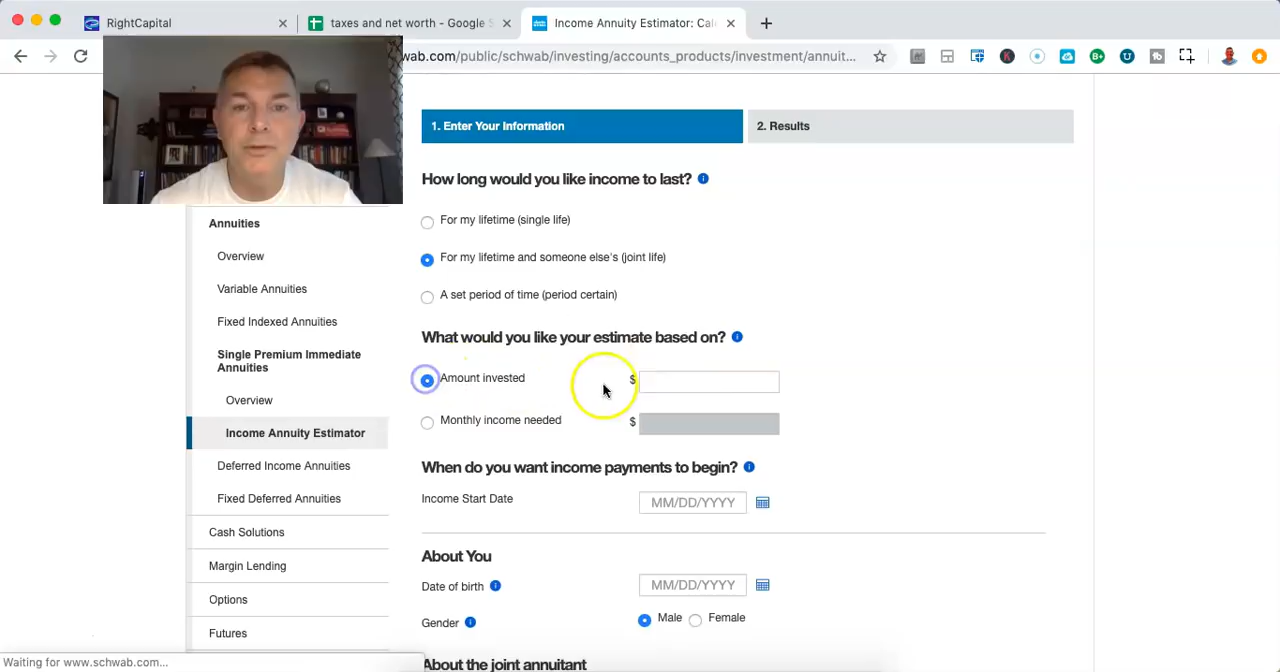 RightCapital
taxes and net worth - Google S
Income Annuity Estimator: Calc
wab.com/public/schwab/investing/accounts_products/investment/annuit...
1. Enter Your Information
2. Results
How long would you like income to last?
For my lifetime (single life)
For my lifetime and someone else's (joint life)
A set period of time (period certain)
What would you like your estimate based on?
Amount invested
$
Monthly income needed
$
When do you want income payments to begin?
Income Start Date
MM/DD/YYYY
About You
Date of birth
MM/DD/YYYY
Gender
Male
Female
About the joint annuitant
Annuities
Overview
Variable Annuities
Fixed Indexed Annuities
Single Premium Immediate
Annuities
Overview
Income Annuity Estimator
Deferred Income Annuities
Fixed Deferred Annuities
Cash Solutions
Margin Lending
Options
Futures
Waiting for www.schwab.com...